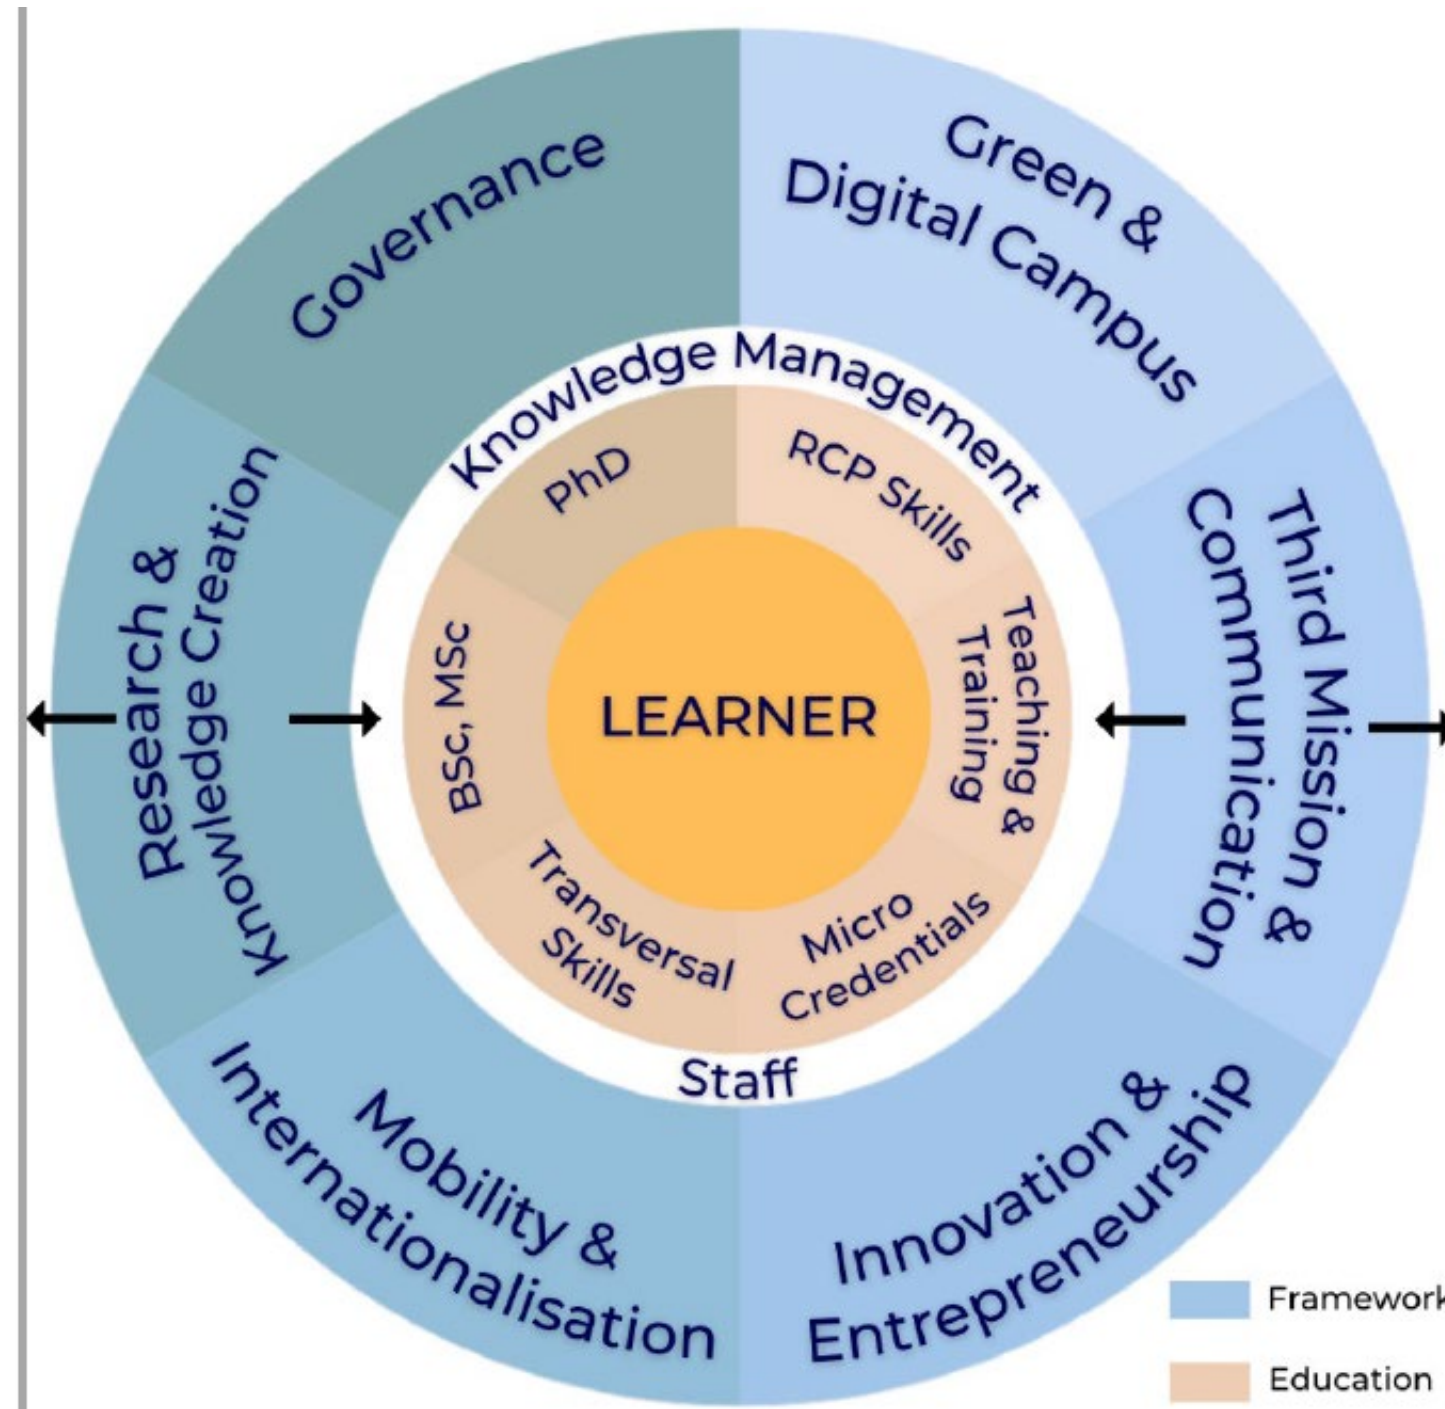 Governance
Green &
Digital Campus
Knowledge Management
PhD
RCP Skills
Research &
Knowledge Creation
BSc, MSc
LEARNER
Teaching &
Training
Third Mission &
Communication
Transversal
Skills
Micro
Credentials
Staff
Mobility &
Internationalisation
Innovation &
Entrepreneurship
Framework
Education